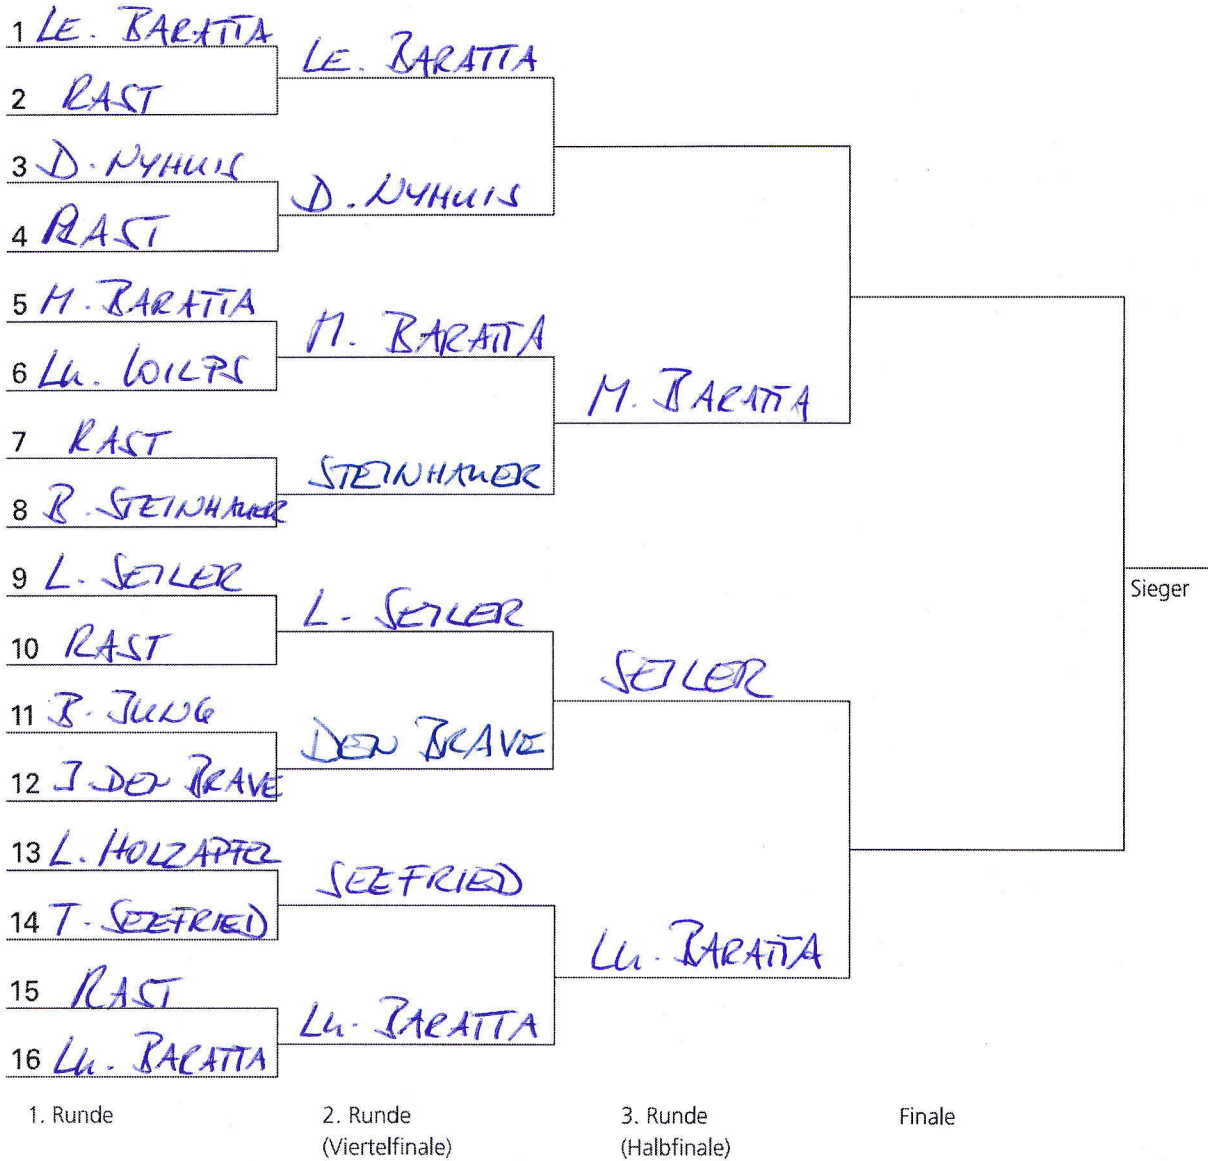 1 LE. BARATTA
2 RAST
3 D. NYHUIS
4 RAST
5 M. BARATTA
6 LU.
7 RAST
8 B. STEINHAUER
9 L. SEILER
10 RAST
11 B. JUNG
12 J. DEN BRAVE
13 L. HOLZAPFEL
14 T. SEEFRIED
15 RAST
16 LU. BARATTA
1. Runde
LE. BARATTA
D. NYHUIS
M. BARATTA
STEINHAUER
L. SEILER
DEN BRAVE
SEEFRIED
LU. BARATTA
2. Runde
(Viertelfinale)
M. BARATTA
SEILER
LU. BARATTA
3. Runde
(Halbfinale)
Finale
Sieger